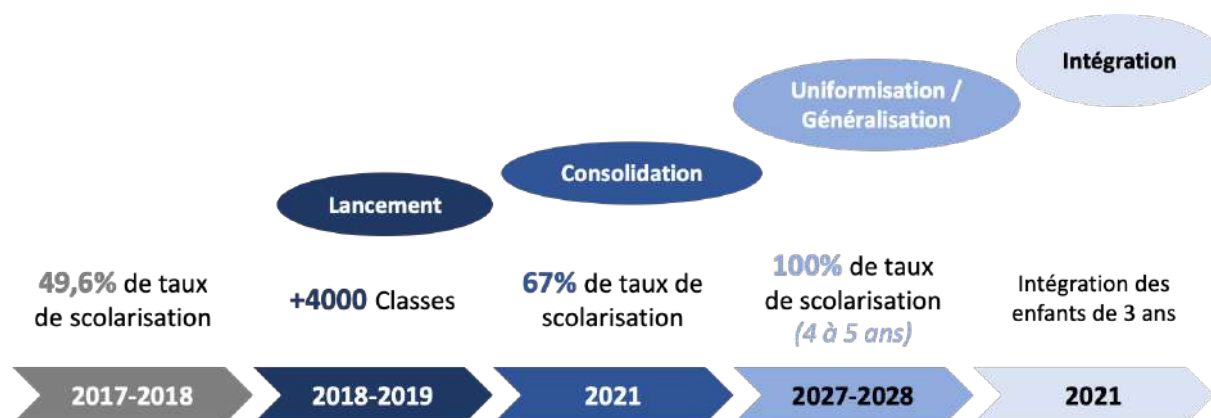 Intégration
Uniformisation /
Généralisation
Consolidation
Lancement
49,6% de taux
de scolarisation
+4000 Classes
67% de taux de
scolarisation
100% de taux
de scolarisation
(4 à 5 ans)
Intégration des
enfants de 3 ans
2017-2018
2018-2019
2021
2027-2028
2021